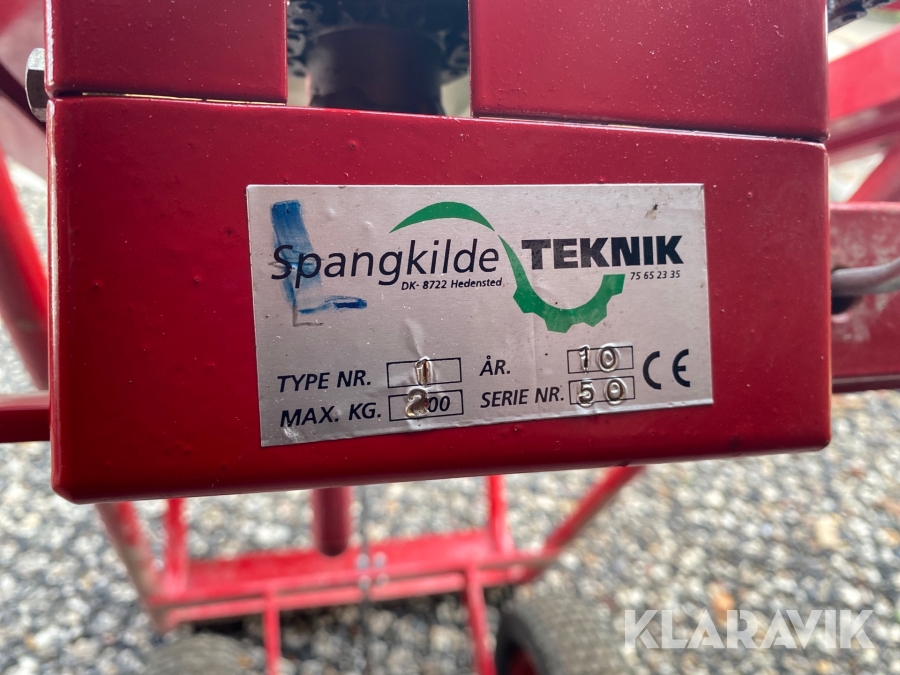 Spangkilde TEKNIK
DK- 8722 Hedensted
75 65 23 35
TYPE NR. 1 ÅR. 10
MAX. KG. 200 SERIE NR. 50
CE
KLARAVIK